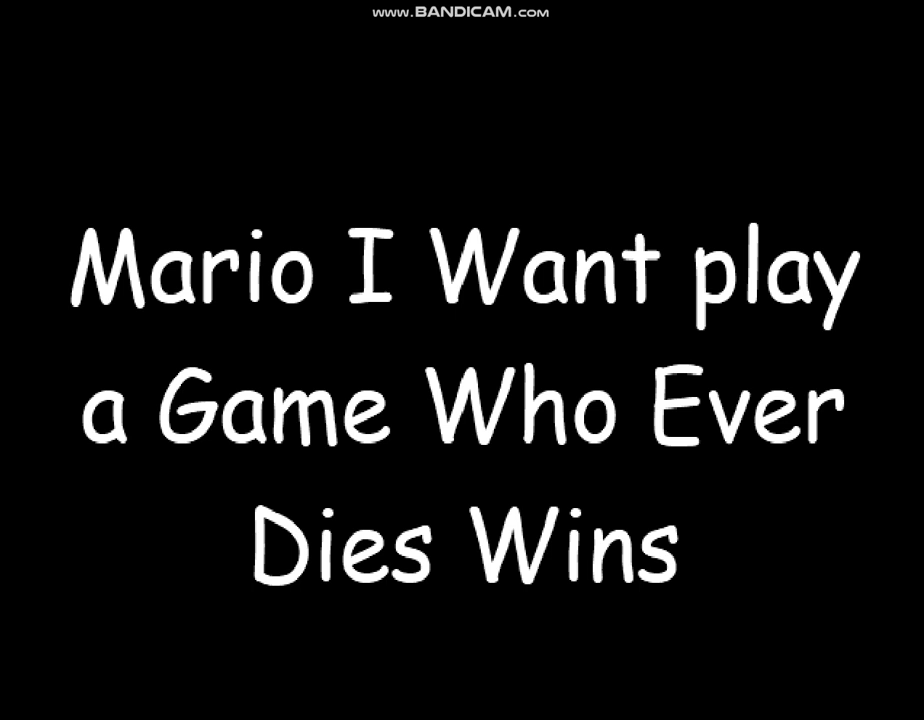 www.BANDICAM.com
Mario I Want play
a Game Who Ever
Dies Wins